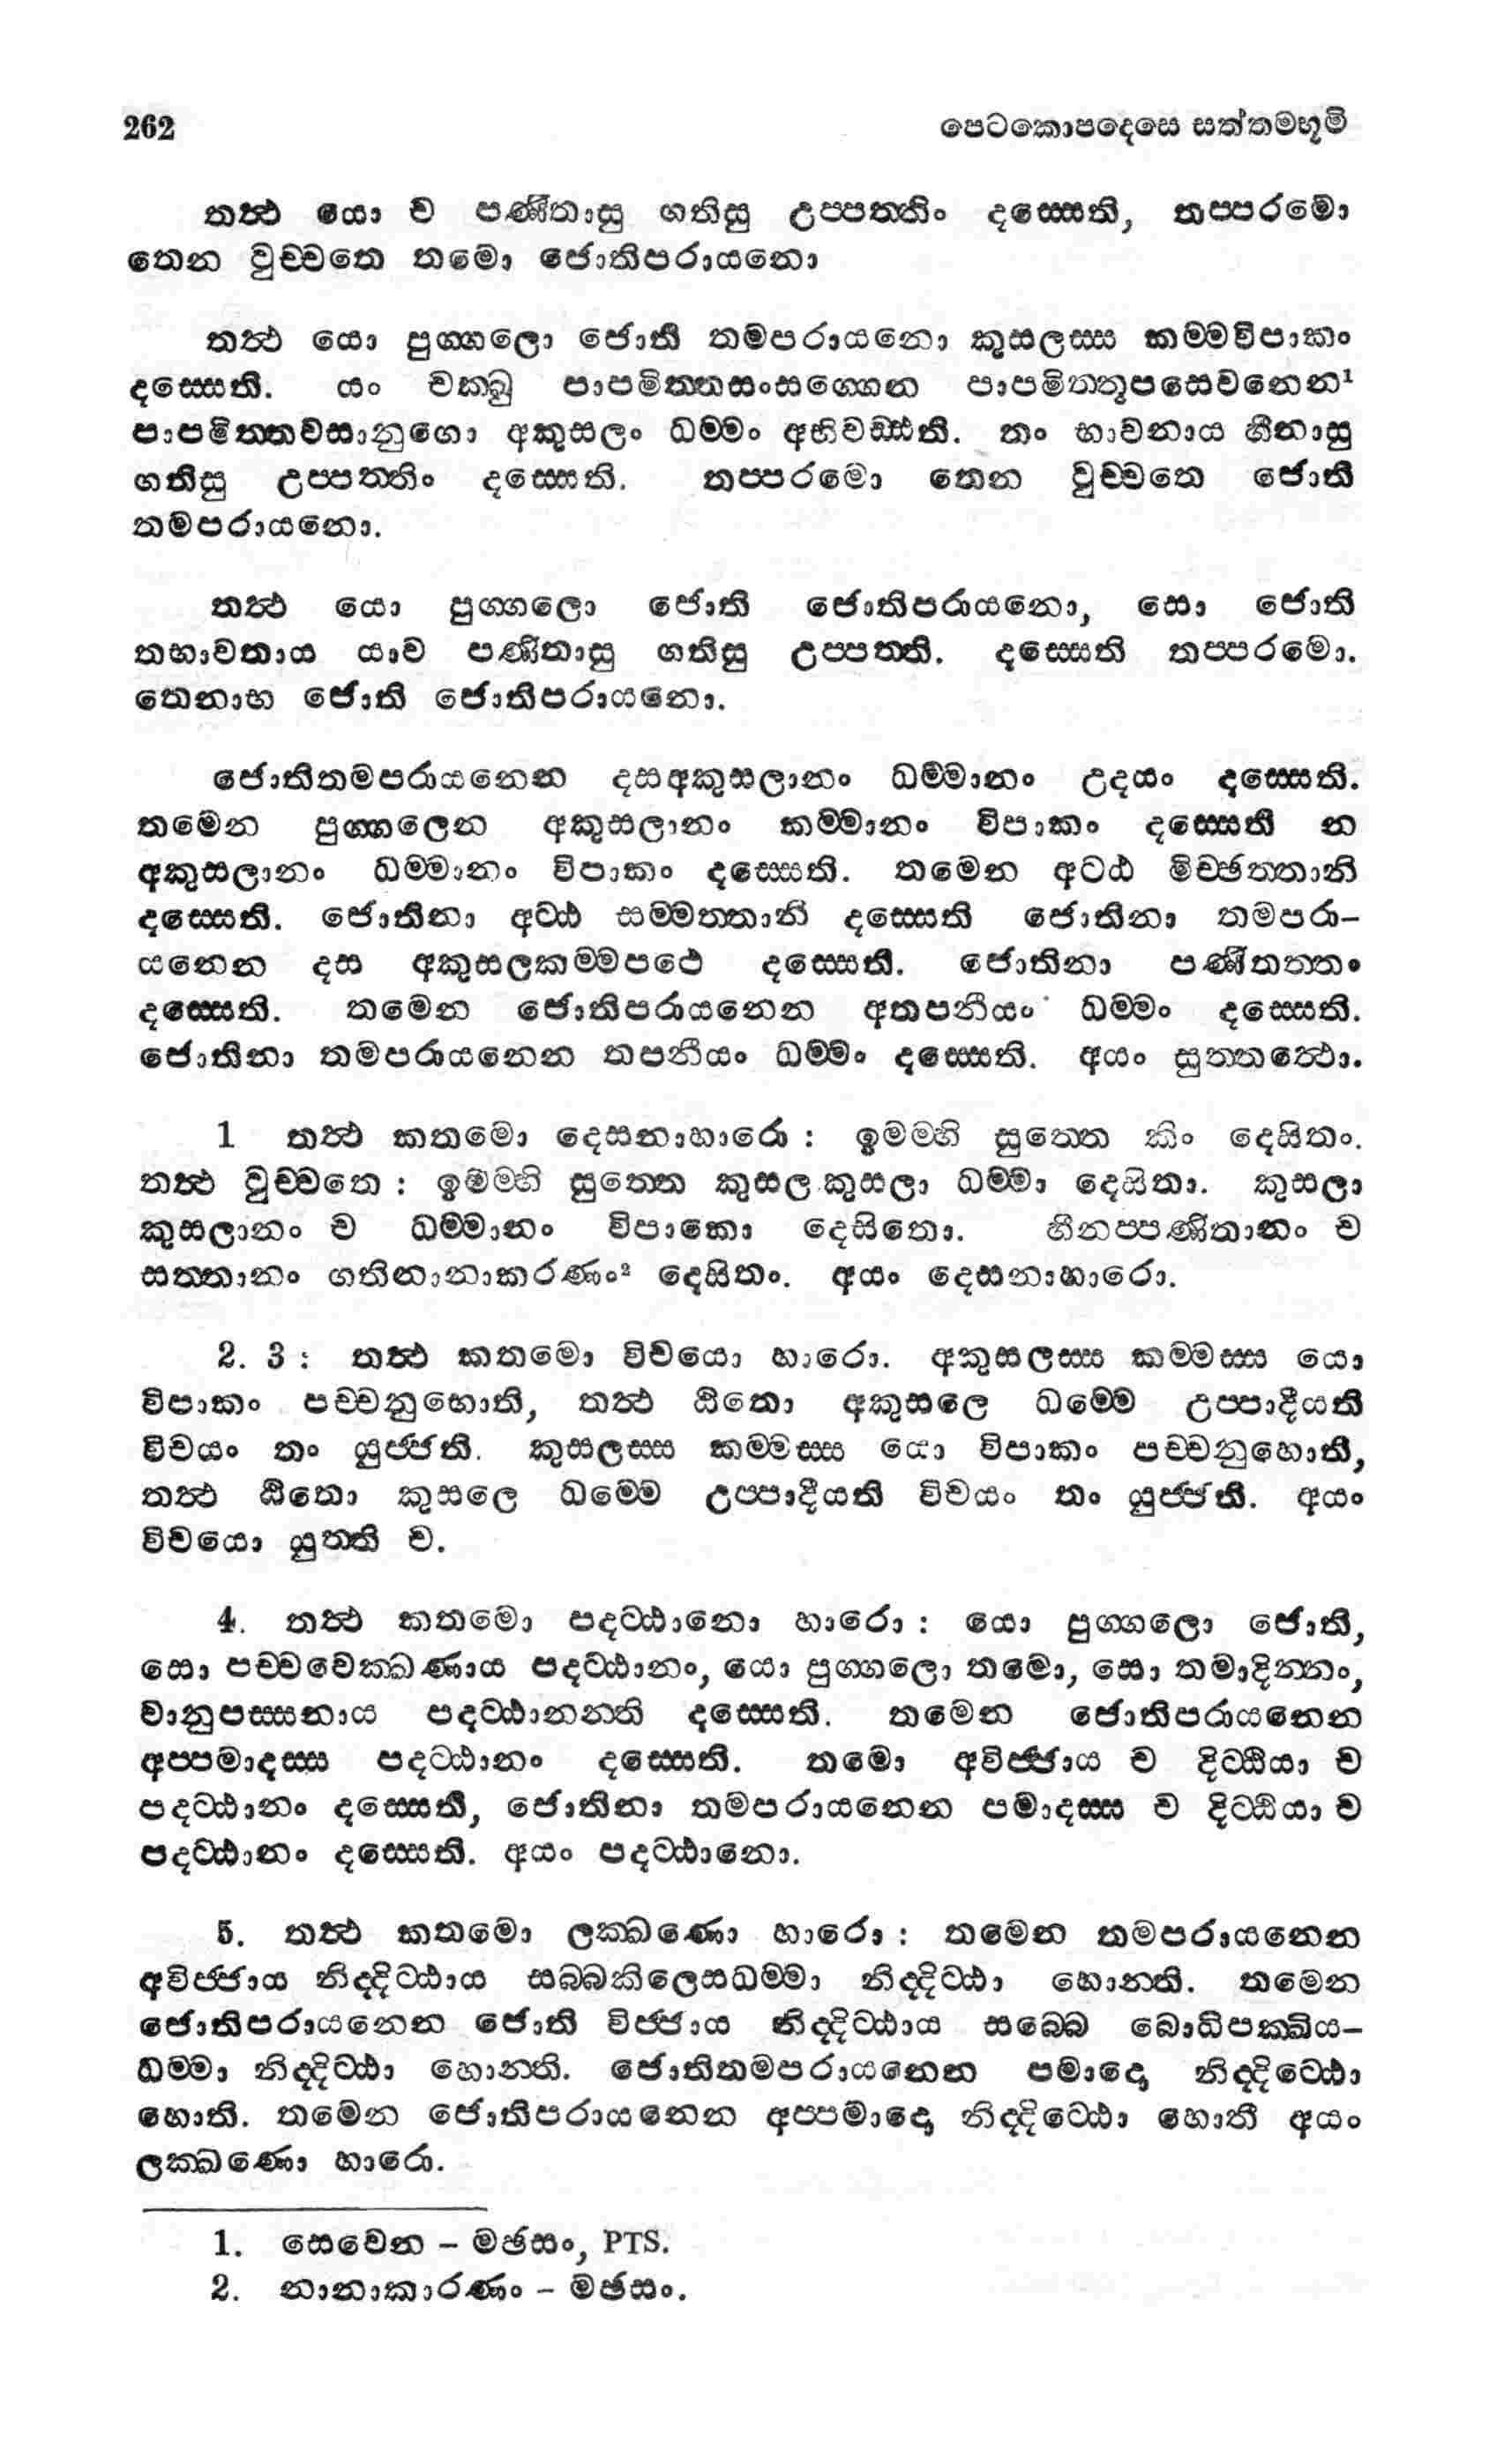 262 පෙටකොපදෙසෙ සත්තමභූමි
තත්‍ථ යො ච පණීතාසු ගතිසු උප්පත්තිං දස්සෙති, තප්පරමො
තෙන වුච්චතෙ තමො ජොතිපරායනො
තත්‍ථ යො පුග්ගලො ජොති තමපරායනො කුසලස්ස කම්මවිපාකං
දස්සෙති. යං චක්ඛු පාපමිත්තසංසග්ගෙන පාපමිත්තූපසෙවනෙන¹
පාපමිත්තවසානුගො අකුසලං ධම්මං අභිවඩ්ඪති. තං භාවනාය හීනාසු
ගතිසු උප්පත්තිං දස්සෙති. තප්පරමො තෙන වුච්චතෙ ජොති
තමපරායනො.
තත්‍ථ යො පුග්ගලො ජොති ජොතිපරායනො, සො ජොති
තභාවතාය යාව පණීතාසු ගතිසු උප්පත්ති. දස්සෙති තප්පරමො.
තෙනාභ ජොති ජොතිපරායනො.
ජොතිතමපරායනෙන දසඅකුසලානං ධම්මානං උදයං දස්සෙති.
තමෙන පුග්ගලෙන අකුසලානං කම්මානං විපාකං දස්සෙති න
අකුසලානං ධම්මානං විපාකං දස්සෙති. තමෙන අට්ඨ මිච්ඡත්තානි
දස්සෙති. ජොතිනා අට්ඨ සම්මත්තානි දස්සෙති ජොතිනා තමපරා-
යනෙන දස අකුසලකම්මපථෙ දස්සෙති. ජොතිනා පණීතත්තං
දස්සෙති. තමෙන ජොතිපරායනෙන අතපනීයං ධම්මං දස්සෙති.
ජොතිනා තමපරායනෙන තපනීයං ධම්මං දස්සෙති. අයං සුත්තත්‍ථො.
1 තත්‍ථ කතමො දෙසනාහාරො : ඉමම්හි සුත්තෙ කිං දෙසිතං.
තත්‍ථ වුච්චතෙ : ඉමම්හි සුත්තෙ කුසල කුසලා ධම්මා දෙසිතා. කුසලා
කුසලානං ච ධම්මානං විපාකො දෙසිතො. හීනප්පණීතානං ච
සත්තානං ගතිනානාකරණං² දෙසිතං. අයං දෙසනාහාරො.
2. 3 : තත්‍ථ කතමො විචයො හාරො. අකුසලස්ස කම්මස්ස යො
විපාකං පච්චනුභොති, තත්‍ථ ඨිතො අකුසලෙ ධම්මෙ උප්පාදියති
විචයං තං යුජ්ජති. කුසලස්ස කම්මස්ස යො විපාකං පච්චනුහොති,
තත්‍ථ ඨිතො කුසලෙ ධම්මෙ උප්පාදියති විචයං තං යුජ්ජති. අයං
විචයො යුත්ති ච.
4. තත්‍ථ කතමො පදට්ඨානො හාරො : යො පුග්ගලො ජොති,
සො පච්චවෙක්ඛණාය පදට්ඨානං, යො පුග්ගලො තමො, සො තමාදින්නං,
වානුපස්සනාය පදට්ඨානන්ති දස්සෙති. තමෙන ජොතිපරායනෙන
අප්පමාදස්ස පදට්ඨානං දස්සෙති. තමො අවිජ්ජාය ච දිට්ඨියා ච
පදට්ඨානං දස්සෙති, ජොතිනා තමපරායනෙන පමාදස්ස ච දිට්ඨියා ච
පදට්ඨානං දස්සෙති. අයං පදට්ඨානො.
5. තත්‍ථ කතමො ලක්ඛණො හාරො : තමෙන තමපරායනෙන
අවිජ්ජාය නිද්දිට්ඨාය සබ්බකිලෙසධම්මා නිද්දිට්ඨා හොන්ති. තමෙන
ජොතිපරායනෙන ජොති විජ්ජාය නිද්දිට්ඨාය සබ්බෙ බොධිපක්ඛිය-
ධම්මා නිද්දිට්ඨා හොන්ති. ජොතිතමපරායනෙන පමාදො නිද්දිට්ඨො
හොති. තමෙන ජොතිපරායනෙන අප්පමාදො නිද්දිට්ඨො හොති අයං
ලක්ඛණො හාරො.
1. සෙවෙන – මඡසං, PTS.
2. නානාකාරණං – මඡසං.